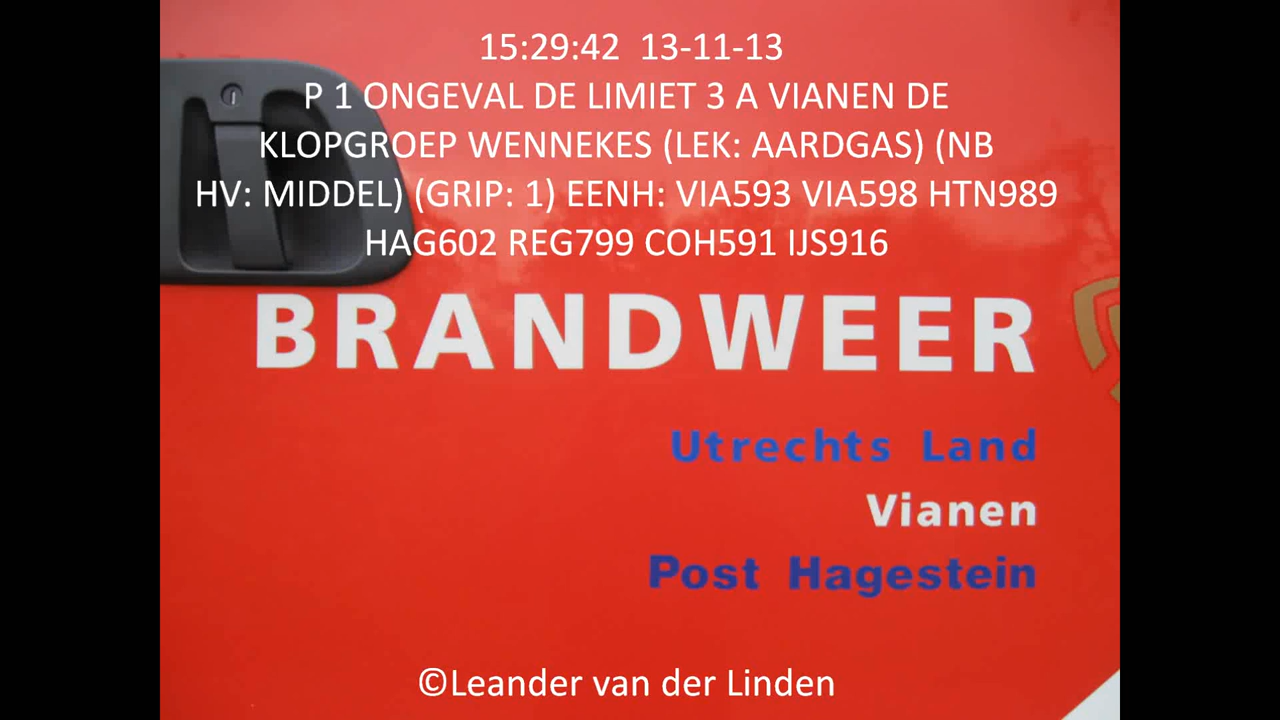 15:29:42 13-11-13
P 1 ONGEVAL DE LIMIET 3 A VIANEN DE
KLOPGROEP WENNEKES (LEK: AARDGAS) (NB
HV: MIDDEL) (GRIP: 1) EENH: VIA593 VIA598 HTN989
HAG602 REG799 COH591 IJS916
BRANDWEER
Utrechts Land
Vianen
Post Hagestein
©Leander van der Linden